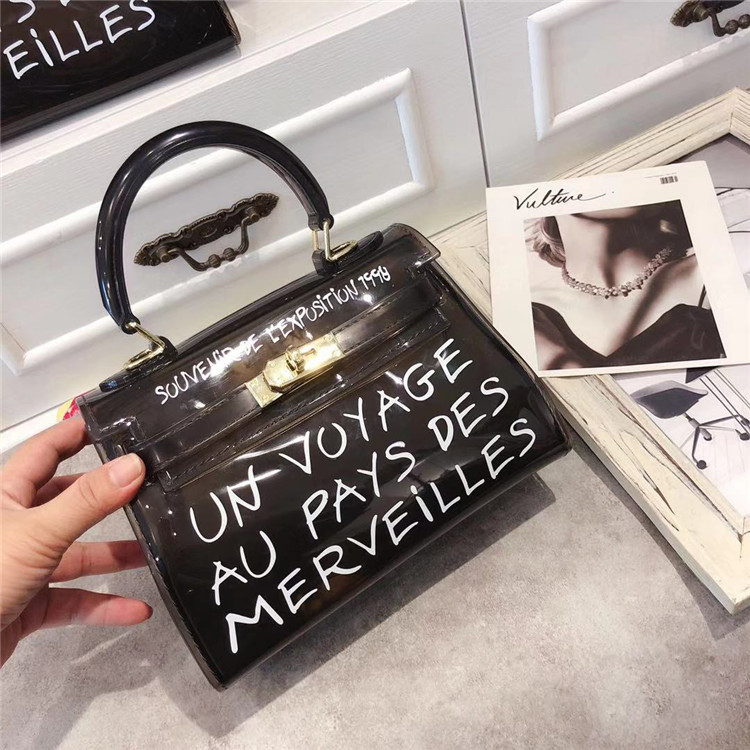 EILLES
Vulture
SOUVENIR DE L'EXPOSITION 1998
UN VOYAGE
AU PAYS DES
MERVEILLES